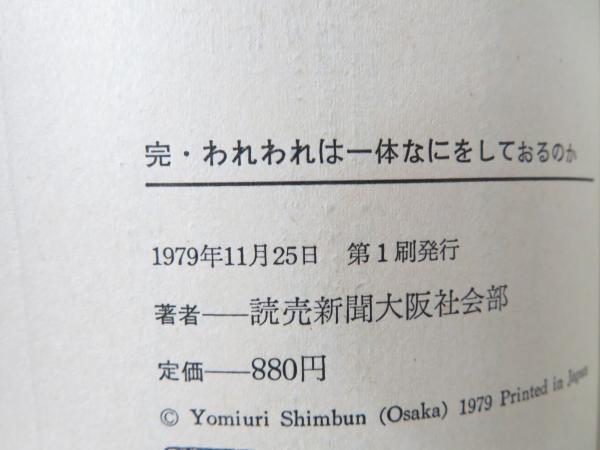 完・われわれは一体なにをしておるのか
1979年11月25日　第1刷発行
著者――読売新聞大阪社会部
定価――880円
© Yomiuri Shimbun (Osaka) 1979 Printed in Japan